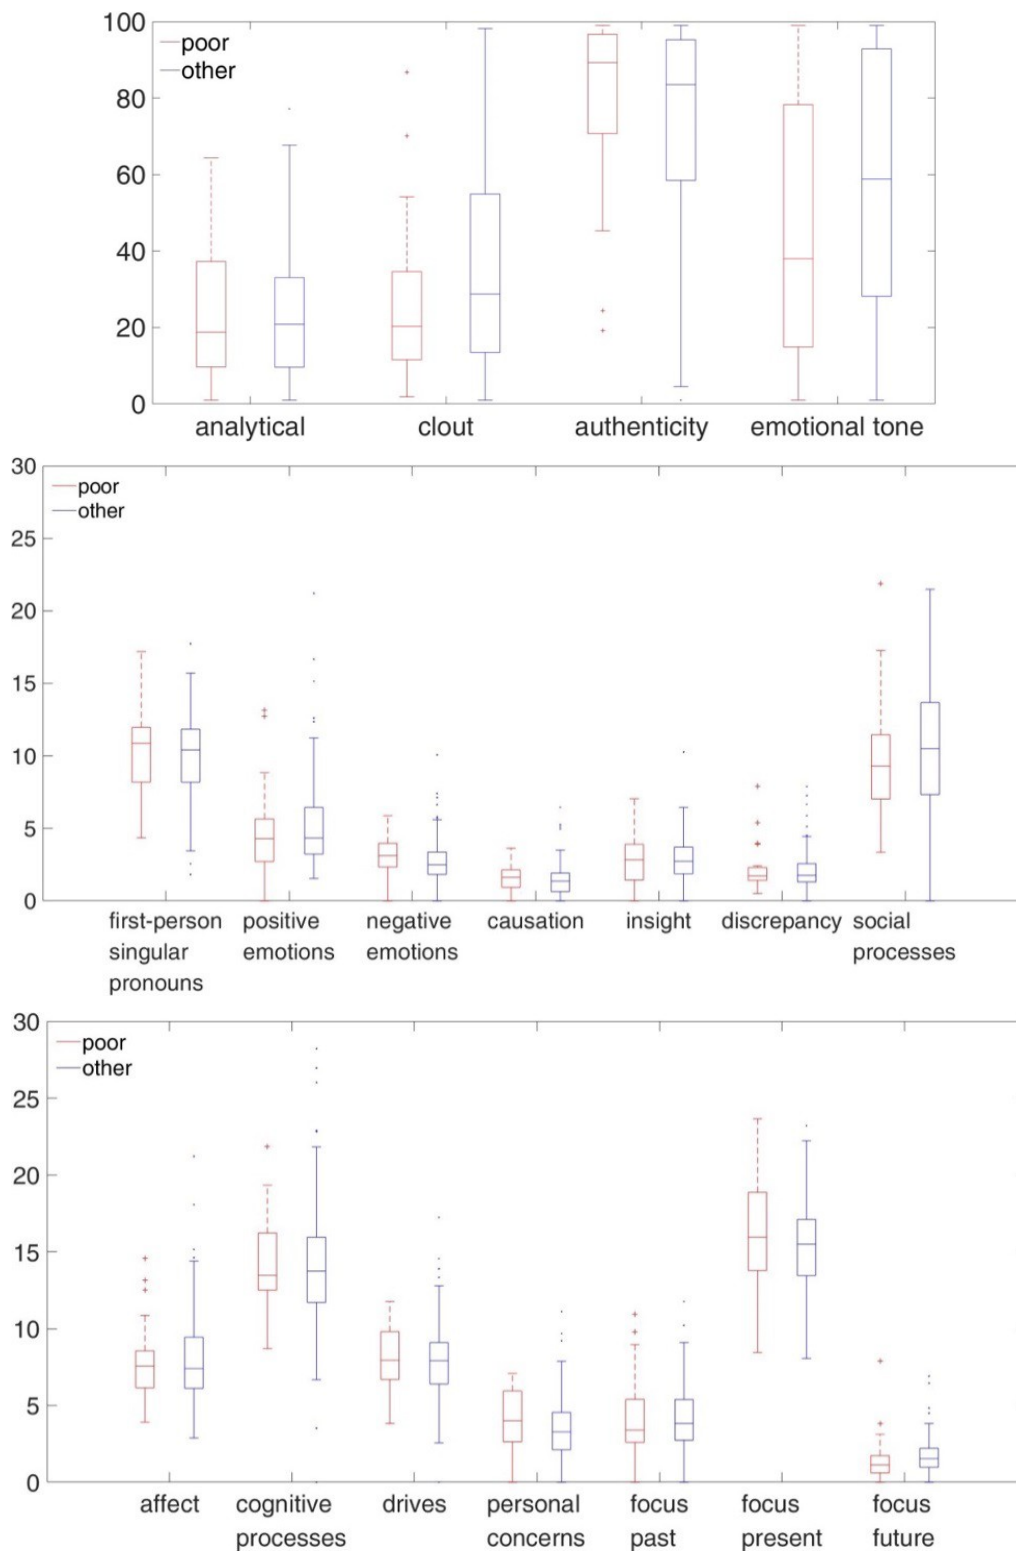 100
80
60
40
20
0
poor
other
analytical clout authenticity emotional tone
30
25
20
15
10
5
0
poor
other
first-person positive negative causation insight discrepancy social
singular emotions emotions processes
pronouns
30
25
20
15
10
5
0
poor
other
affect cognitive drives personal focus focus focus
processes concerns past present future